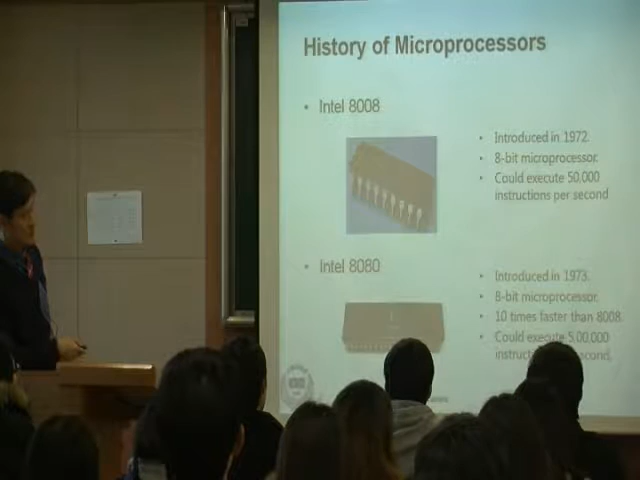 History of Microprocessors
• Intel 8008
• Introduced in 1972.
• 8-bit microprocessor.
• Could execute 50,000
instructions per second
• Intel 8080
• Introduced in 1973.
• 8-bit microprocessor.
• 10 times faster than 8008.
• Could execute 5,00,000